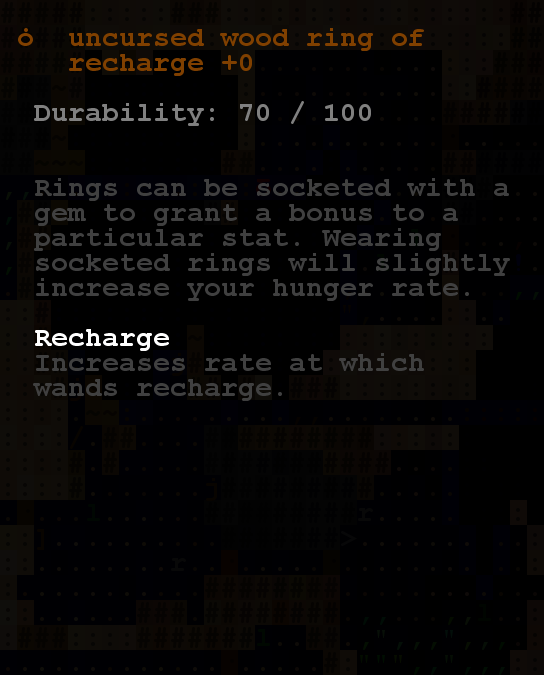 ȯ uncursed wood ring of
recharge +0
Durability: 70 / 100
Rings can be socketed with a
gem to grant a bonus to a
particular stat. Wearing
socketed rings will slightly
increase your hunger rate.
Recharge
Increases rate at which
wands recharge.